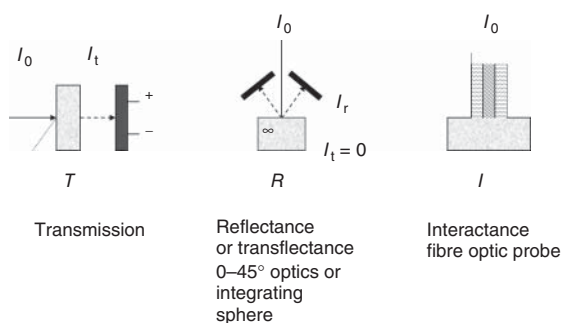 I₀ Iₜ
+
−
T
Transmission
I₀
Iᵣ
∞
Iₜ = 0
R
Reflectance
or transflectance
0–45° optics or
integrating
sphere
I₀
I
Interactance
fibre optic probe